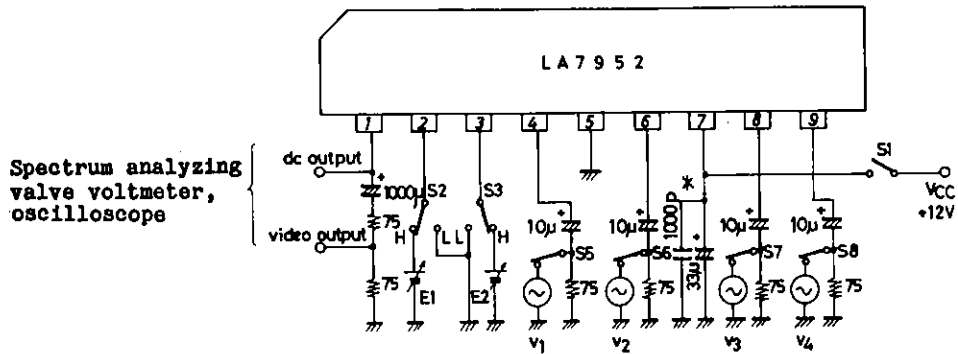 LA7952
1 2 3 4 5 6 7 8 9
Spectrum analyzing
valve voltmeter,
oscilloscope
dc output
video output
+
1000μ
75
75
S2
H
L
E1
S3
L
H
E2
10μ
+
S5
75
V1
10μ
+
S6
75
V2
*
1000P
33μ
+
10μ
+
S7
75
V3
10μ
+
S8
75
V4
S1
VCC
+12V